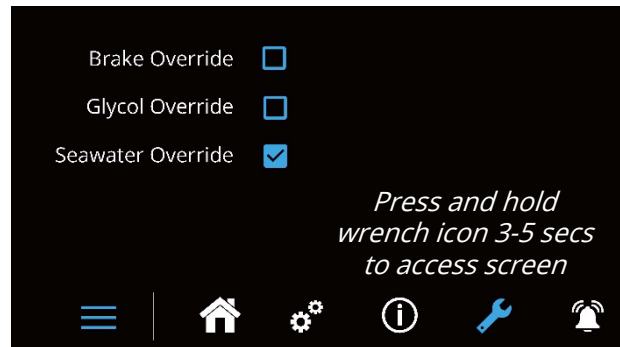 Brake Override
Glycol Override
Seawater Override
Press and hold
wrench icon 3-5 secs
to access screen